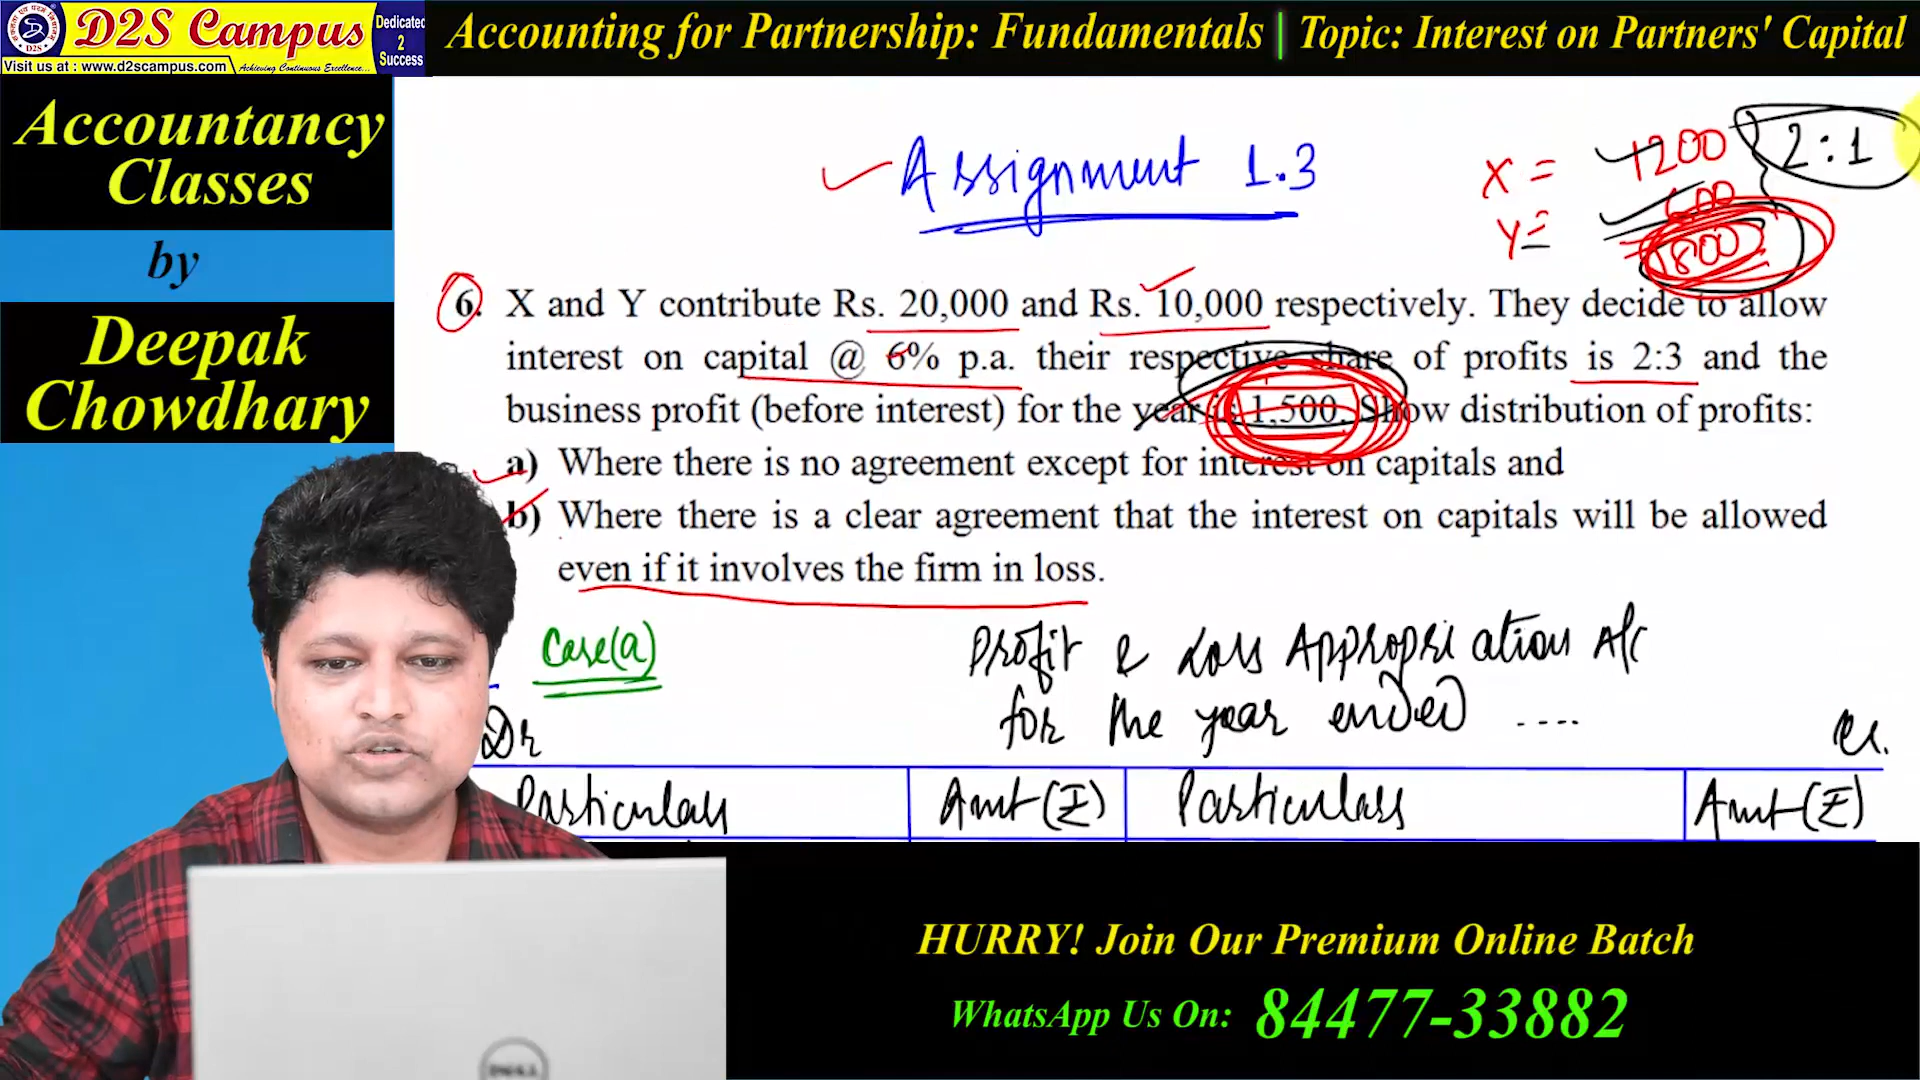 D2S Campus
Dedicated
2
Success
Visit us at : www.d2scampus.com
Achieving Continuous Excellence...
Accounting for Partnership: Fundamentals | Topic: Interest on Partners' Capital
Accountancy
Classes
by
Deepak
Chowdhary
Assignment 1.3
X = 1200
Y = 600
1800
2 : 1
6. X and Y contribute Rs. 20,000 and Rs. 10,000 respectively. They decide to allow
interest on capital @ 6% p.a. their respective share of profits is 2:3 and the
business profit (before interest) for the year is 1,500. Show distribution of profits:
a) Where there is no agreement except for interest on capitals and
b) Where there is a clear agreement that the interest on capitals will be allowed
even if it involves the firm in loss.
Case(a)
Profit & Loss Appropriation A/c
for the year ended ....
Dr
Cr.
Particulars Amt (₹) Particulars Amt (₹)
DELL
HURRY! Join Our Premium Online Batch
WhatsApp Us On: 84477-33882